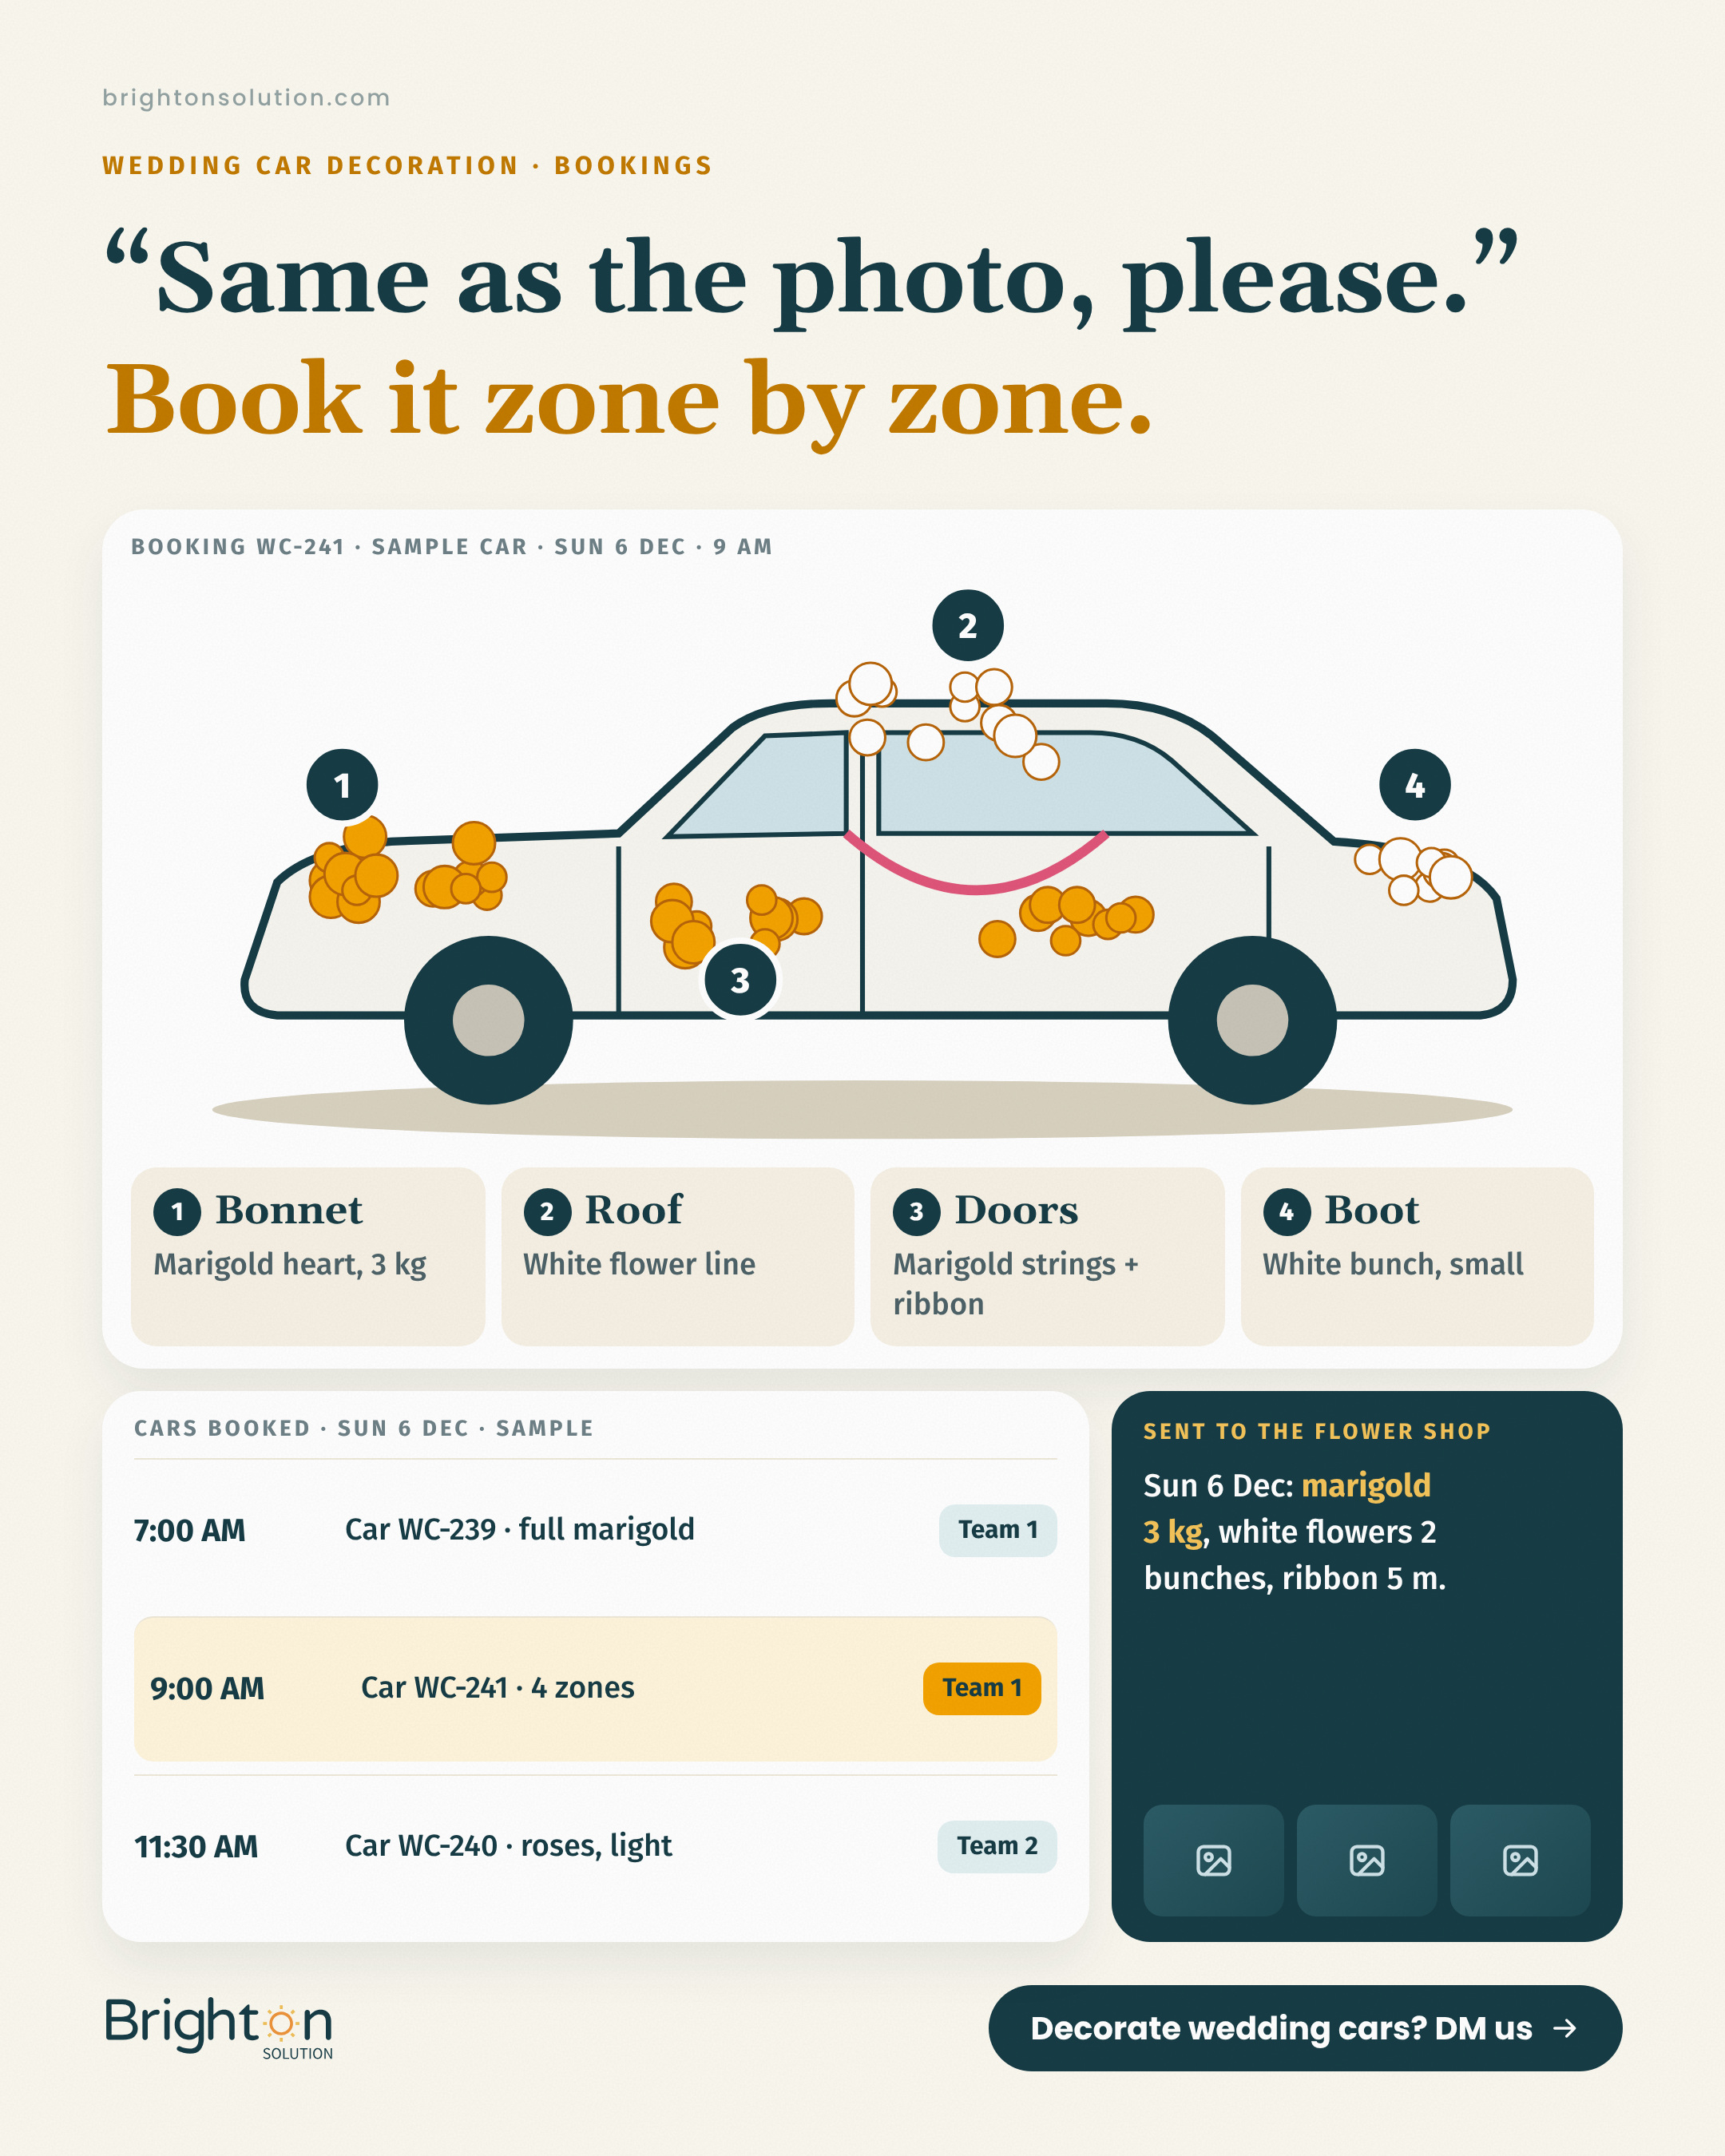 brightonsolution.com
WEDDING CAR DECORATION · BOOKINGS
“Same as the photo, please.”
Book it zone by zone.
BOOKING WC-241 · SAMPLE CAR · SUN 6 DEC · 9 AM
2
1
4
3
1 Bonnet
Marigold heart, 3 kg
2 Roof
White flower line
3 Doors
Marigold strings +
ribbon
4 Boot
White bunch, small
CARS BOOKED · SUN 6 DEC · SAMPLE
7:00 AM Car WC-239 · full marigold Team 1
9:00 AM Car WC-241 · 4 zones Team 1
11:30 AM Car WC-240 · roses, light Team 2
SENT TO THE FLOWER SHOP
Sun 6 Dec: marigold
3 kg, white flowers 2
bunches, ribbon 5 m.
Brighton
SOLUTION
Decorate wedding cars? DM us →